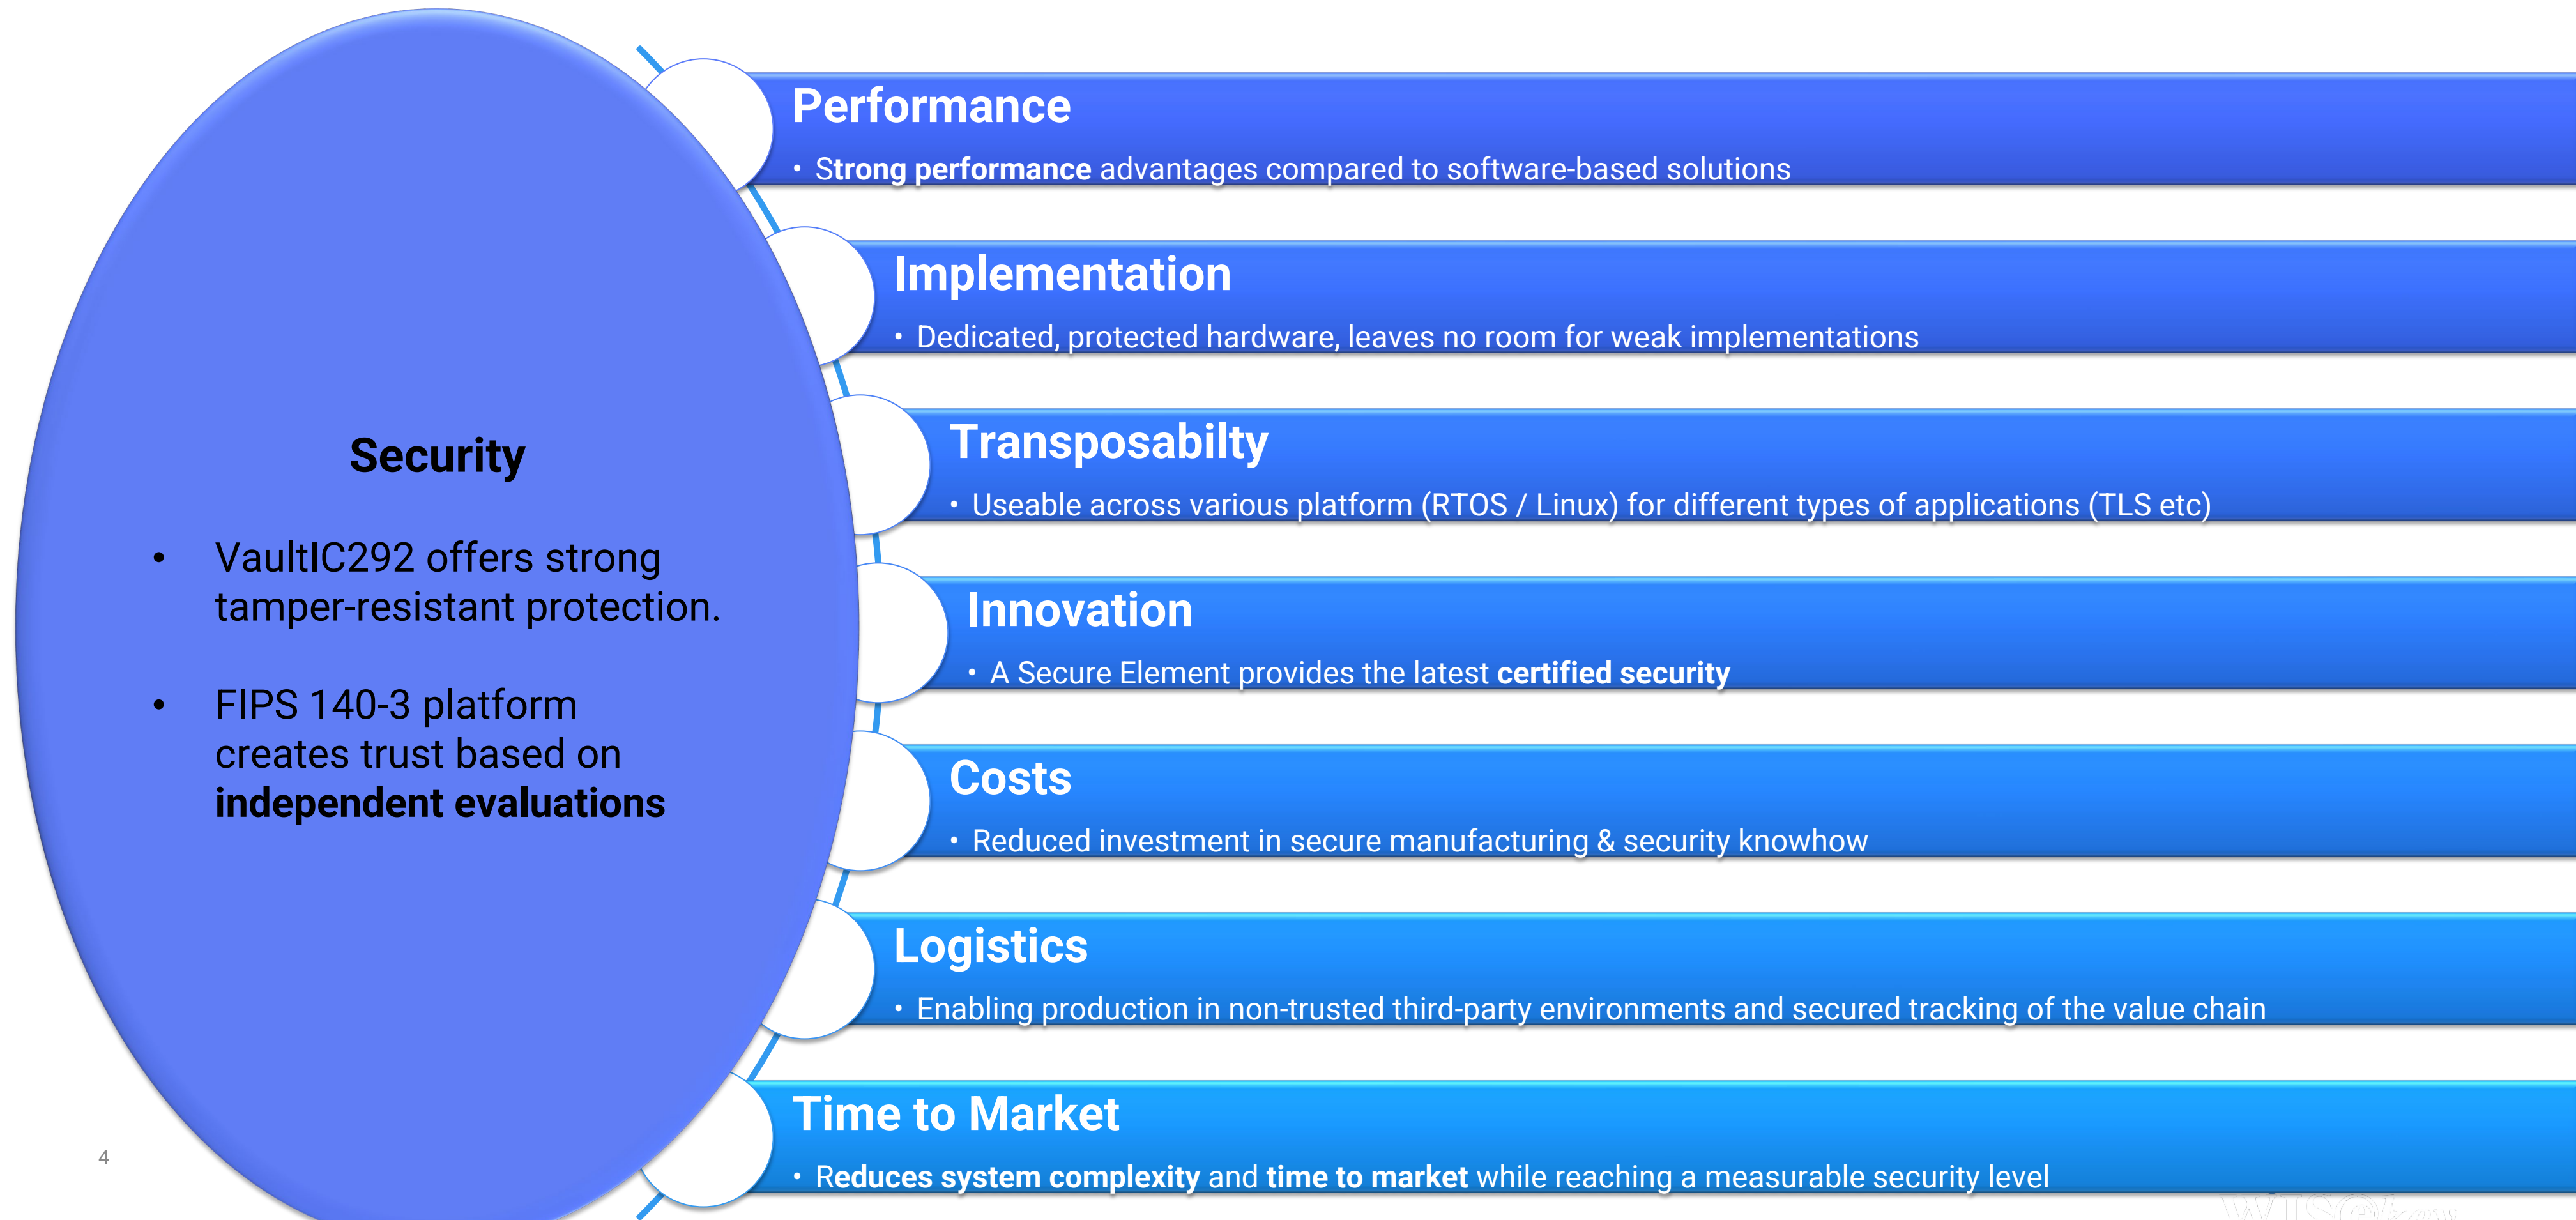 Security
• VaultIC292 offers strong
tamper-resistant protection.
• FIPS 140-3 platform
creates trust based on
independent evaluations
Performance
• Strong performance advantages compared to software-based solutions
Implementation
• Dedicated, protected hardware, leaves no room for weak implementations
Transposabilty
• Useable across various platform (RTOS / Linux) for different types of applications (TLS etc)
Innovation
• A Secure Element provides the latest certified security
Costs
• Reduced investment in secure manufacturing & security knowhow
Logistics
• Enabling production in non-trusted third-party environments and secured tracking of the value chain
Time to Market
• Reduces system complexity and time to market while reaching a measurable security level
4